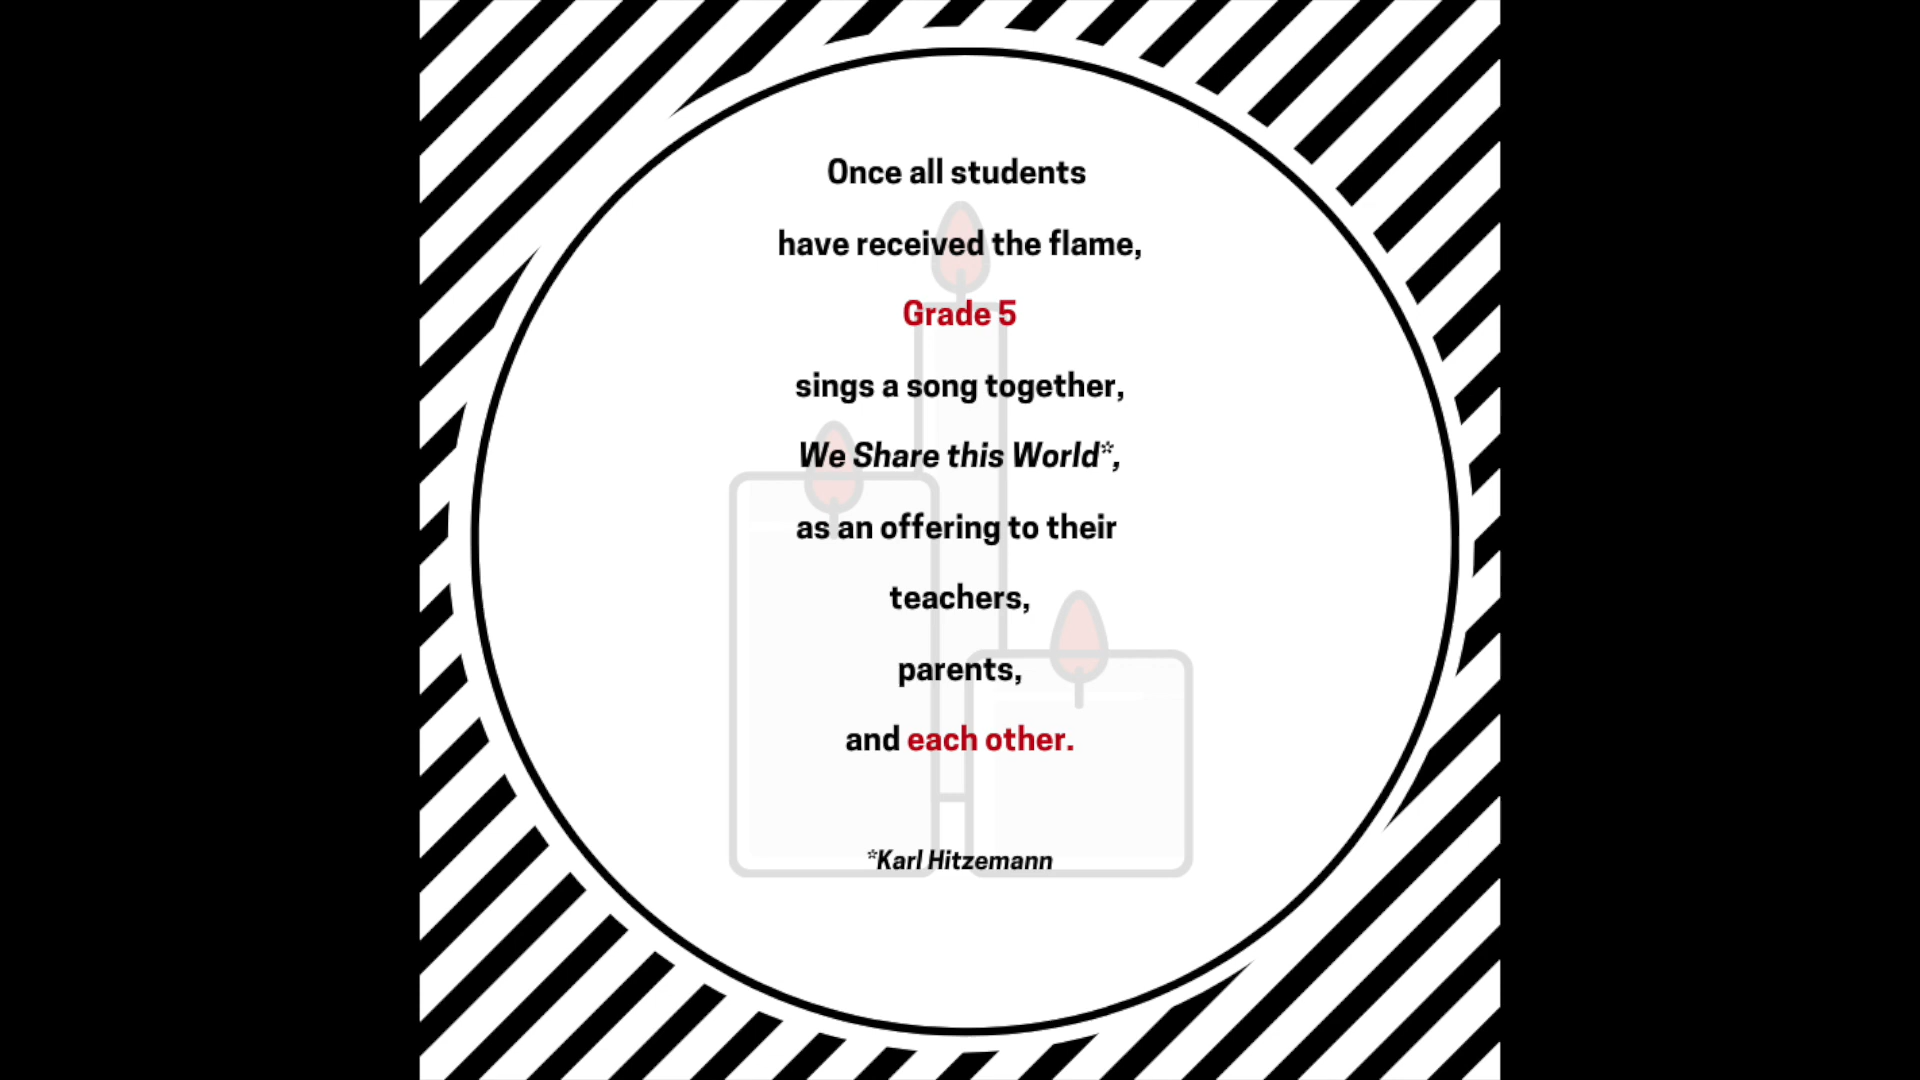 Once all students
have received the flame,
Grade 5
sings a song together,
We Share this World*,
as an offering to their
teachers,
parents,
and each other.
*Karl Hitzemann